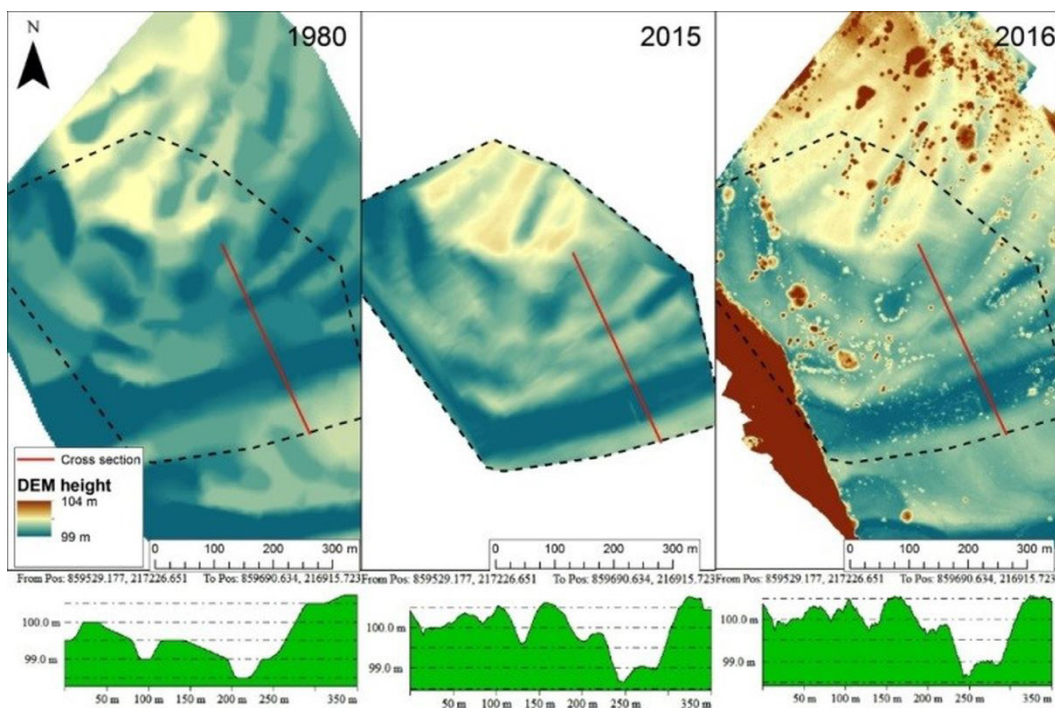 N
1980
2015
2016
Cross section
DEM height
104 m
99 m
0 100 200 300 m
0 100 200 300 m
0 100 200 300 m
From Pos: 859529.177, 217226.651 To Pos: 859690.634, 216915.723
From Pos: 859529.177, 217226.651 To Pos: 859690.634, 216915.723
From Pos: 859529.177, 217226.651 To Pos: 859690.634, 216915.723
100.0 m
99.0 m
50 m 100 m 150 m 200 m 250 m 350 m
100.0 m
99.0 m
50 m 100 m 150 m 200 m 250 m 350 m
100.0 m
99.0 m
50 m 100 m 150 m 200 m 250 m 350 m